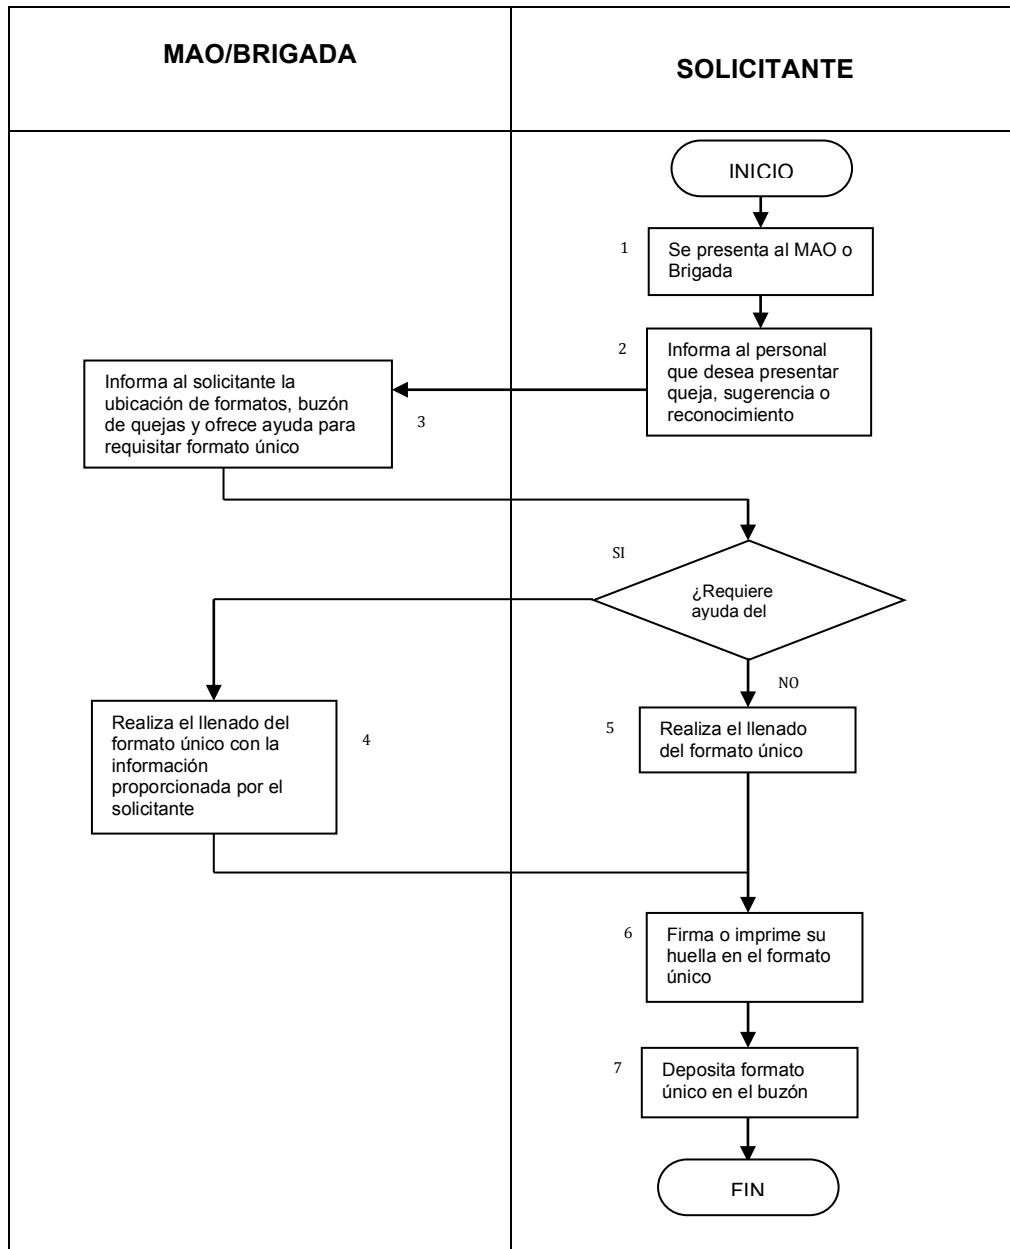 MAO/BRIGADA
SOLICITANTE
INICIO
1
Se presenta al MAO o
Brigada
2
Informa al personal
que desea presentar
queja, sugerencia o
reconocimiento
Informa al solicitante la
ubicación de formatos, buzón
de quejas y ofrece ayuda para
requisitar formato único
3
SI
¿Requiere
ayuda del
NO
Realiza el llenado del
formato único con la
información
proporcionada por el
solicitante
4
5
Realiza el llenado
del formato único
6
Firma o imprime su
huella en el formato
único
7
Deposita formato
único en el buzón
FIN